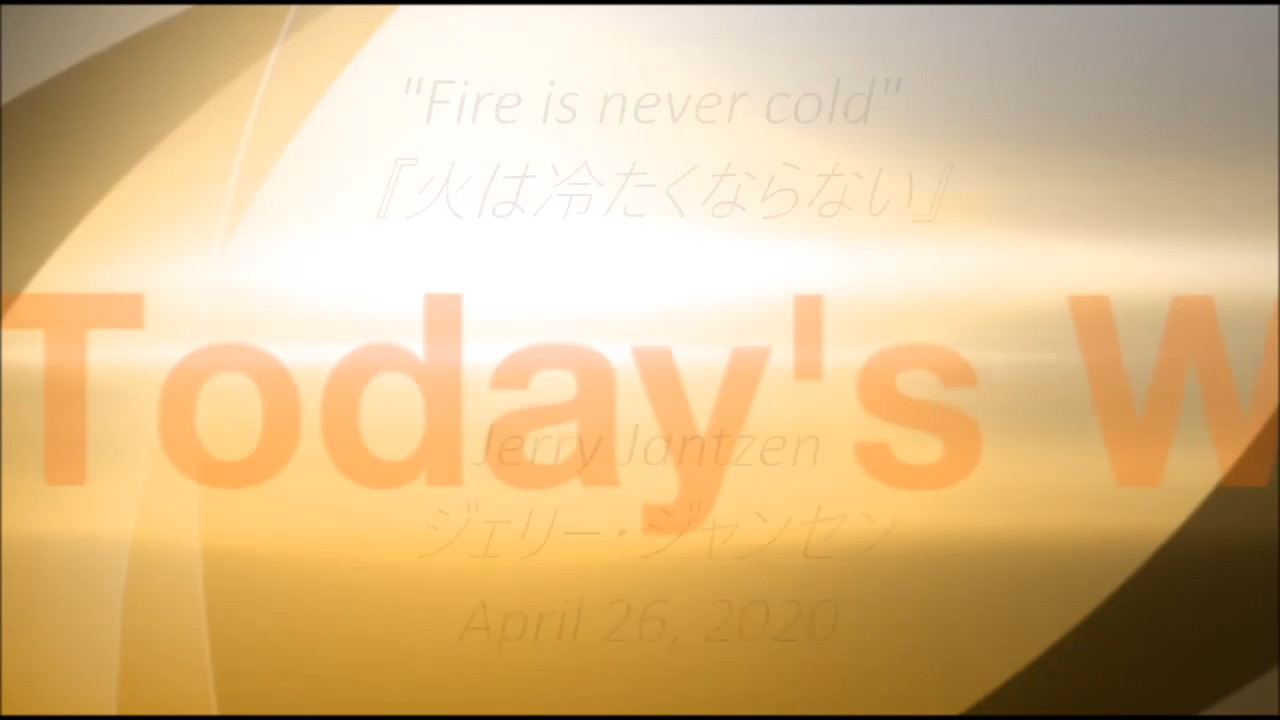 "Fire is never cold"
『火は冷たくならない』
Today's W
Jerry Jantzen
ジェリー・ジャンセン
April 26, 2020